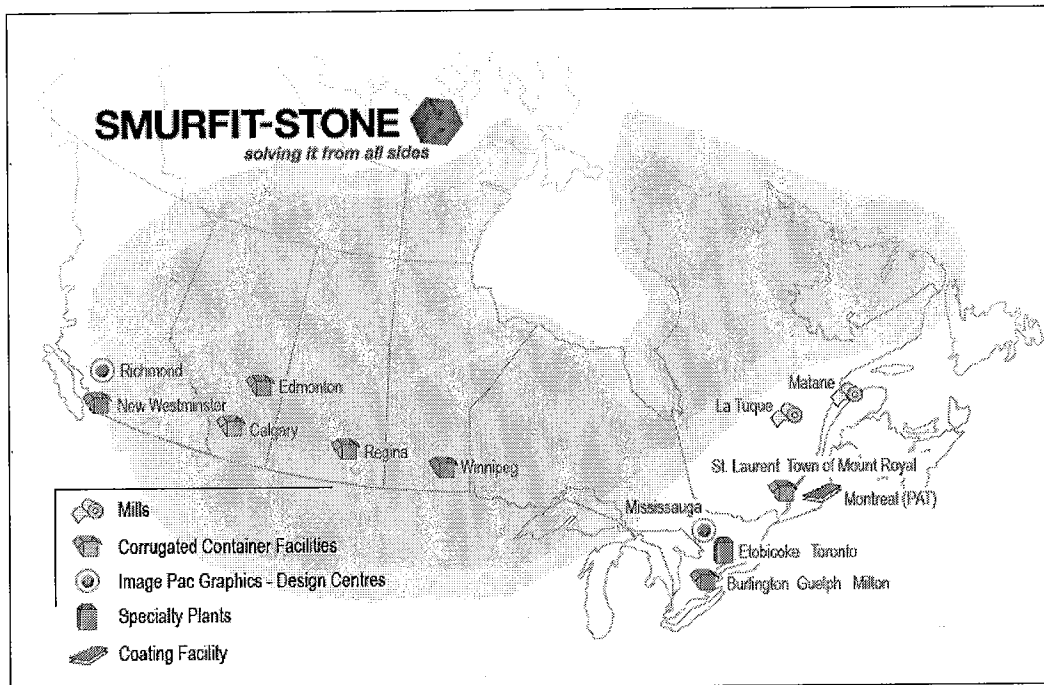 SMURFIT-STONE
solving it from all sides
Richmond
New Westminster
Edmonton
Calgary
Regina
Winnipeg
Matane
La Tuque
St. Laurent Town of Mount Royal
Montreal (PAT)
Mississauga
Etobicoke Toronto
Burlington Guelph Milton
Mills
Corrugated Container Facilities
Image Pac Graphics - Design Centres
Specialty Plants
Coating Facility